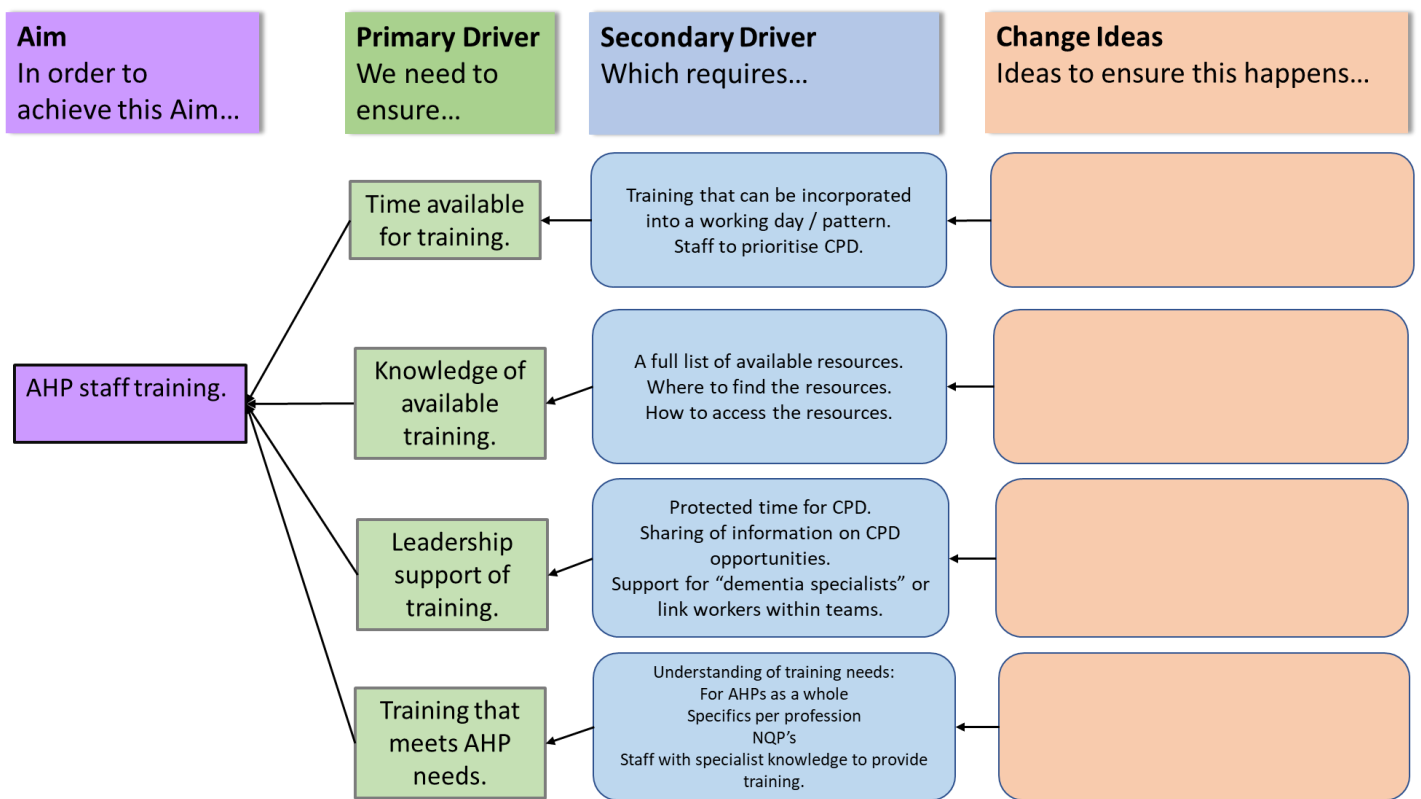 Aim
In order to
achieve this Aim…
Primary Driver
We need to
ensure…
Secondary Driver
Which requires…
Change Ideas
Ideas to ensure this happens…
AHP staff training.
Time available
for training.
Training that can be incorporated
into a working day / pattern.
Staff to prioritise CPD.
Knowledge of
available
training.
A full list of available resources.
Where to find the resources.
How to access the resources.
Leadership
support of
training.
Protected time for CPD.
Sharing of information on CPD
opportunities.
Support for “dementia specialists” or
link workers within teams.
Training that
meets AHP
needs.
Understanding of training needs:
For AHPs as a whole
Specifics per profession
NQP’s
Staff with specialist knowledge to provide
training.